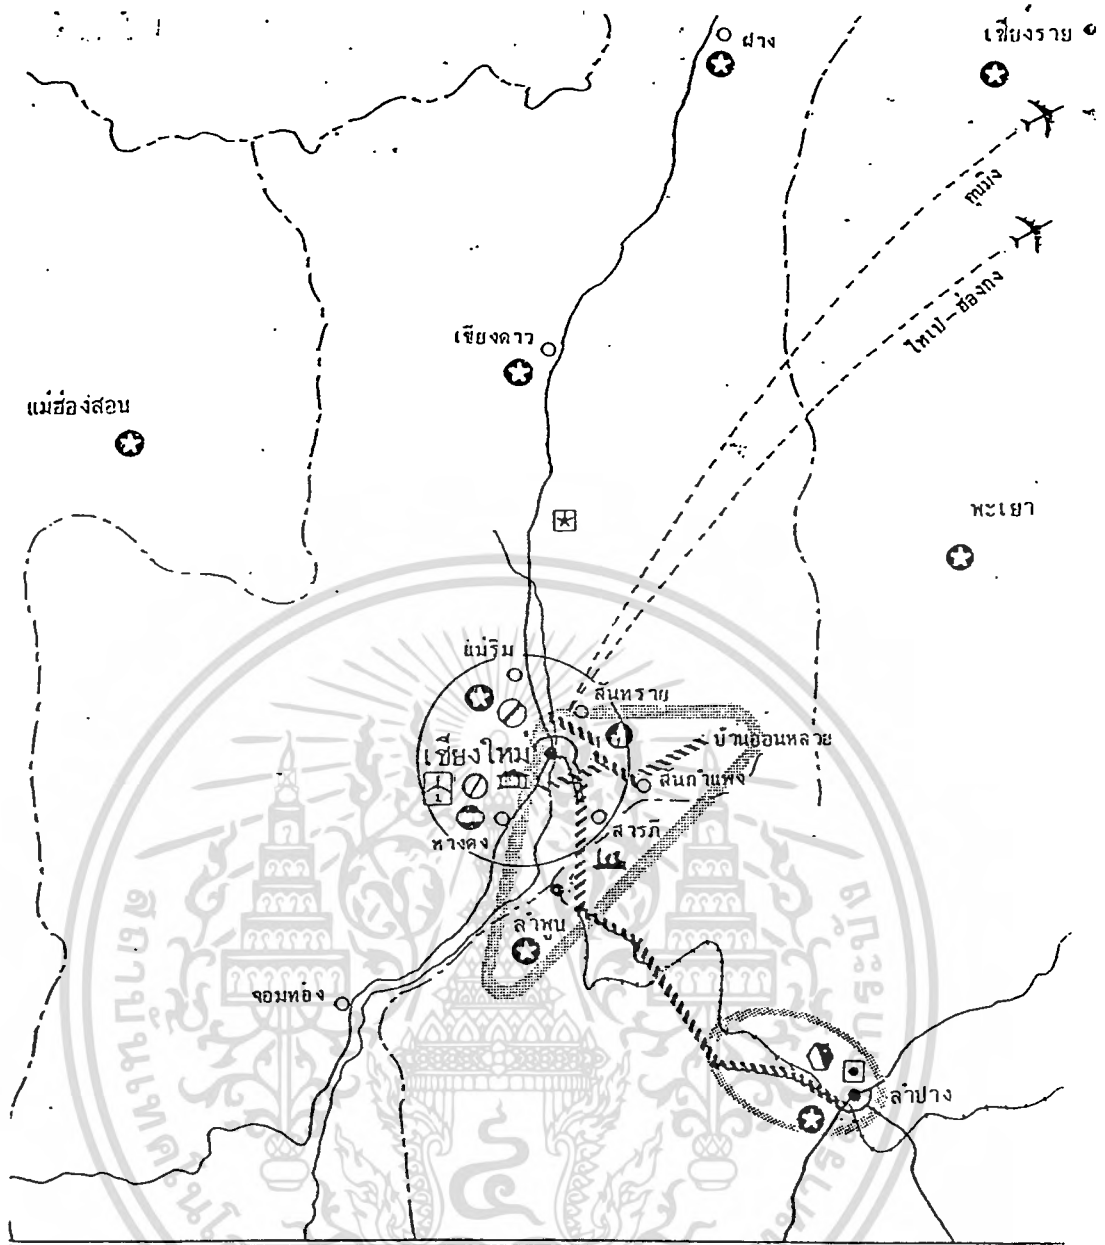 ฝาง
เชียงราย
คุนมิง
ไทเป-ฮ่องกง
เชียงดาว
แม่ฮ่องสอน
พะเยา
แม่ริม
สันทราย
บ้านออนหลวย
เชียงใหม่
สันกำแพง
หางดง
สารภี
ลำพูน
จอมทอง
ลำปาง